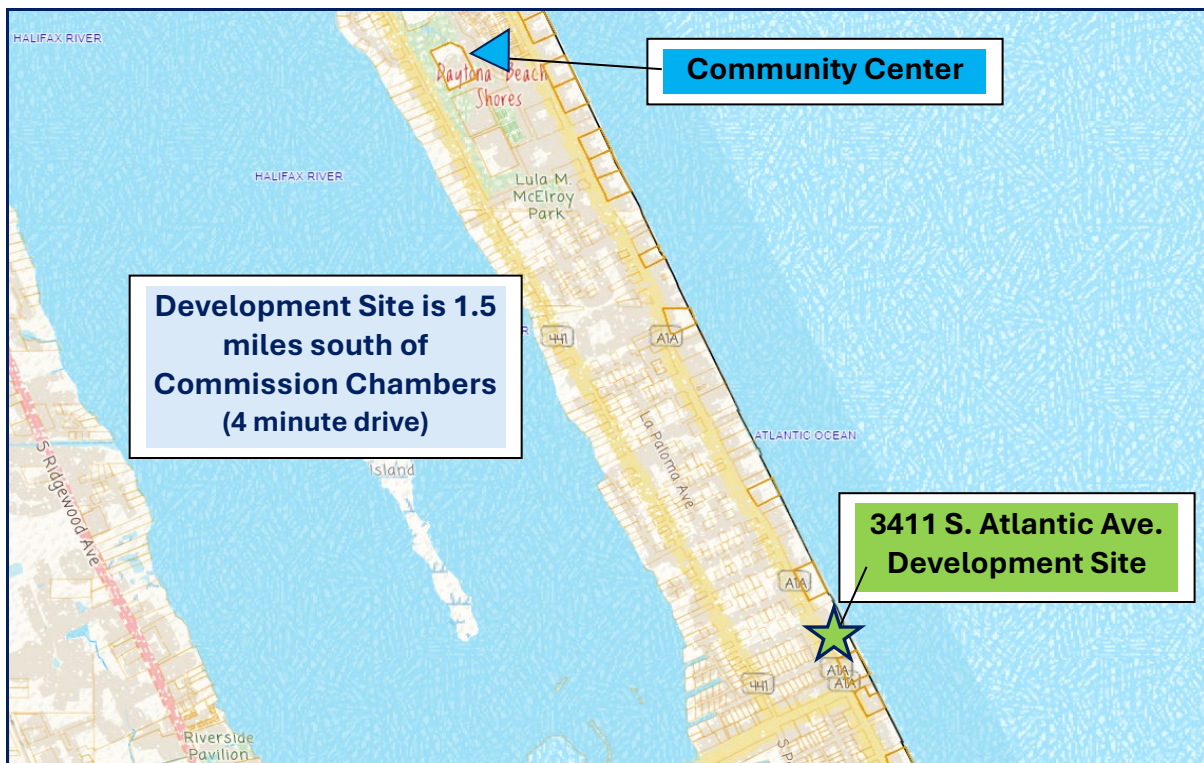 HALIFAX RIVER
Community Center
Daytona Beach
Shores
HALIFAX RIVER
Lula M.
McElroy
Park
Development Site is 1.5
miles south of
Commission Chambers
(4 minute drive)
R
441
A1A
La Paloma Ave
ATLANTIC OCEAN
S Ridgewood Ave
Island
3411 S. Atlantic Ave.
Development Site
A1A
A1A
A1A
441
Riverside
Pavilion